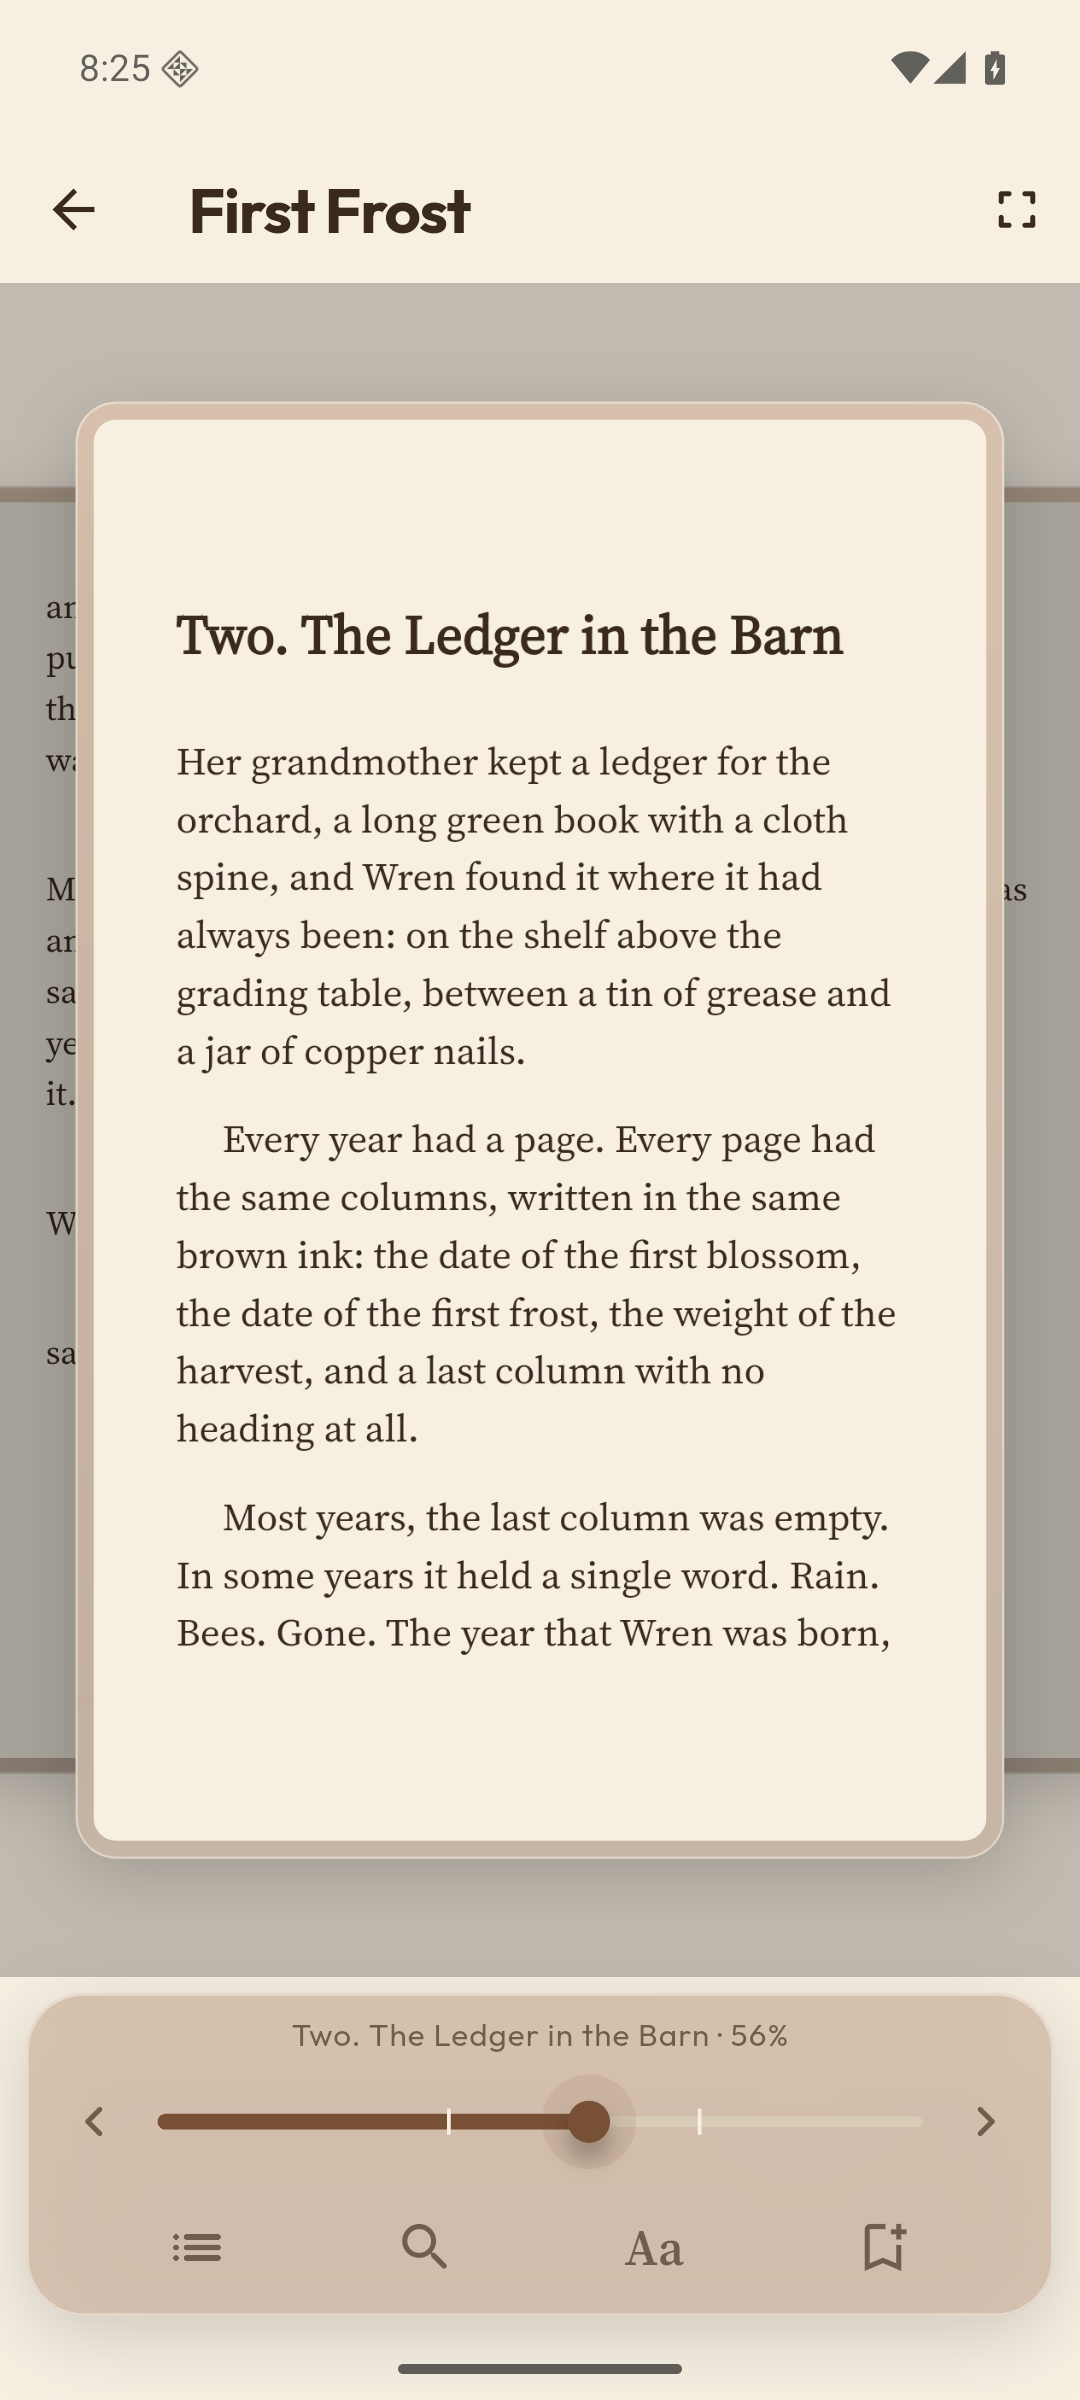 8:25
First Frost
Two. The Ledger in the Barn
Her grandmother kept a ledger for the
orchard, a long green book with a cloth
spine, and Wren found it where it had
always been: on the shelf above the
grading table, between a tin of grease and
a jar of copper nails.
Every year had a page. Every page had
the same columns, written in the same
brown ink: the date of the first blossom,
the date of the first frost, the weight of the
harvest, and a last column with no
heading at all.
Most years, the last column was empty.
In some years it held a single word. Rain.
Bees. Gone. The year that Wren was born,
it.
Two. The Ledger in the Barn · 56%
Aa